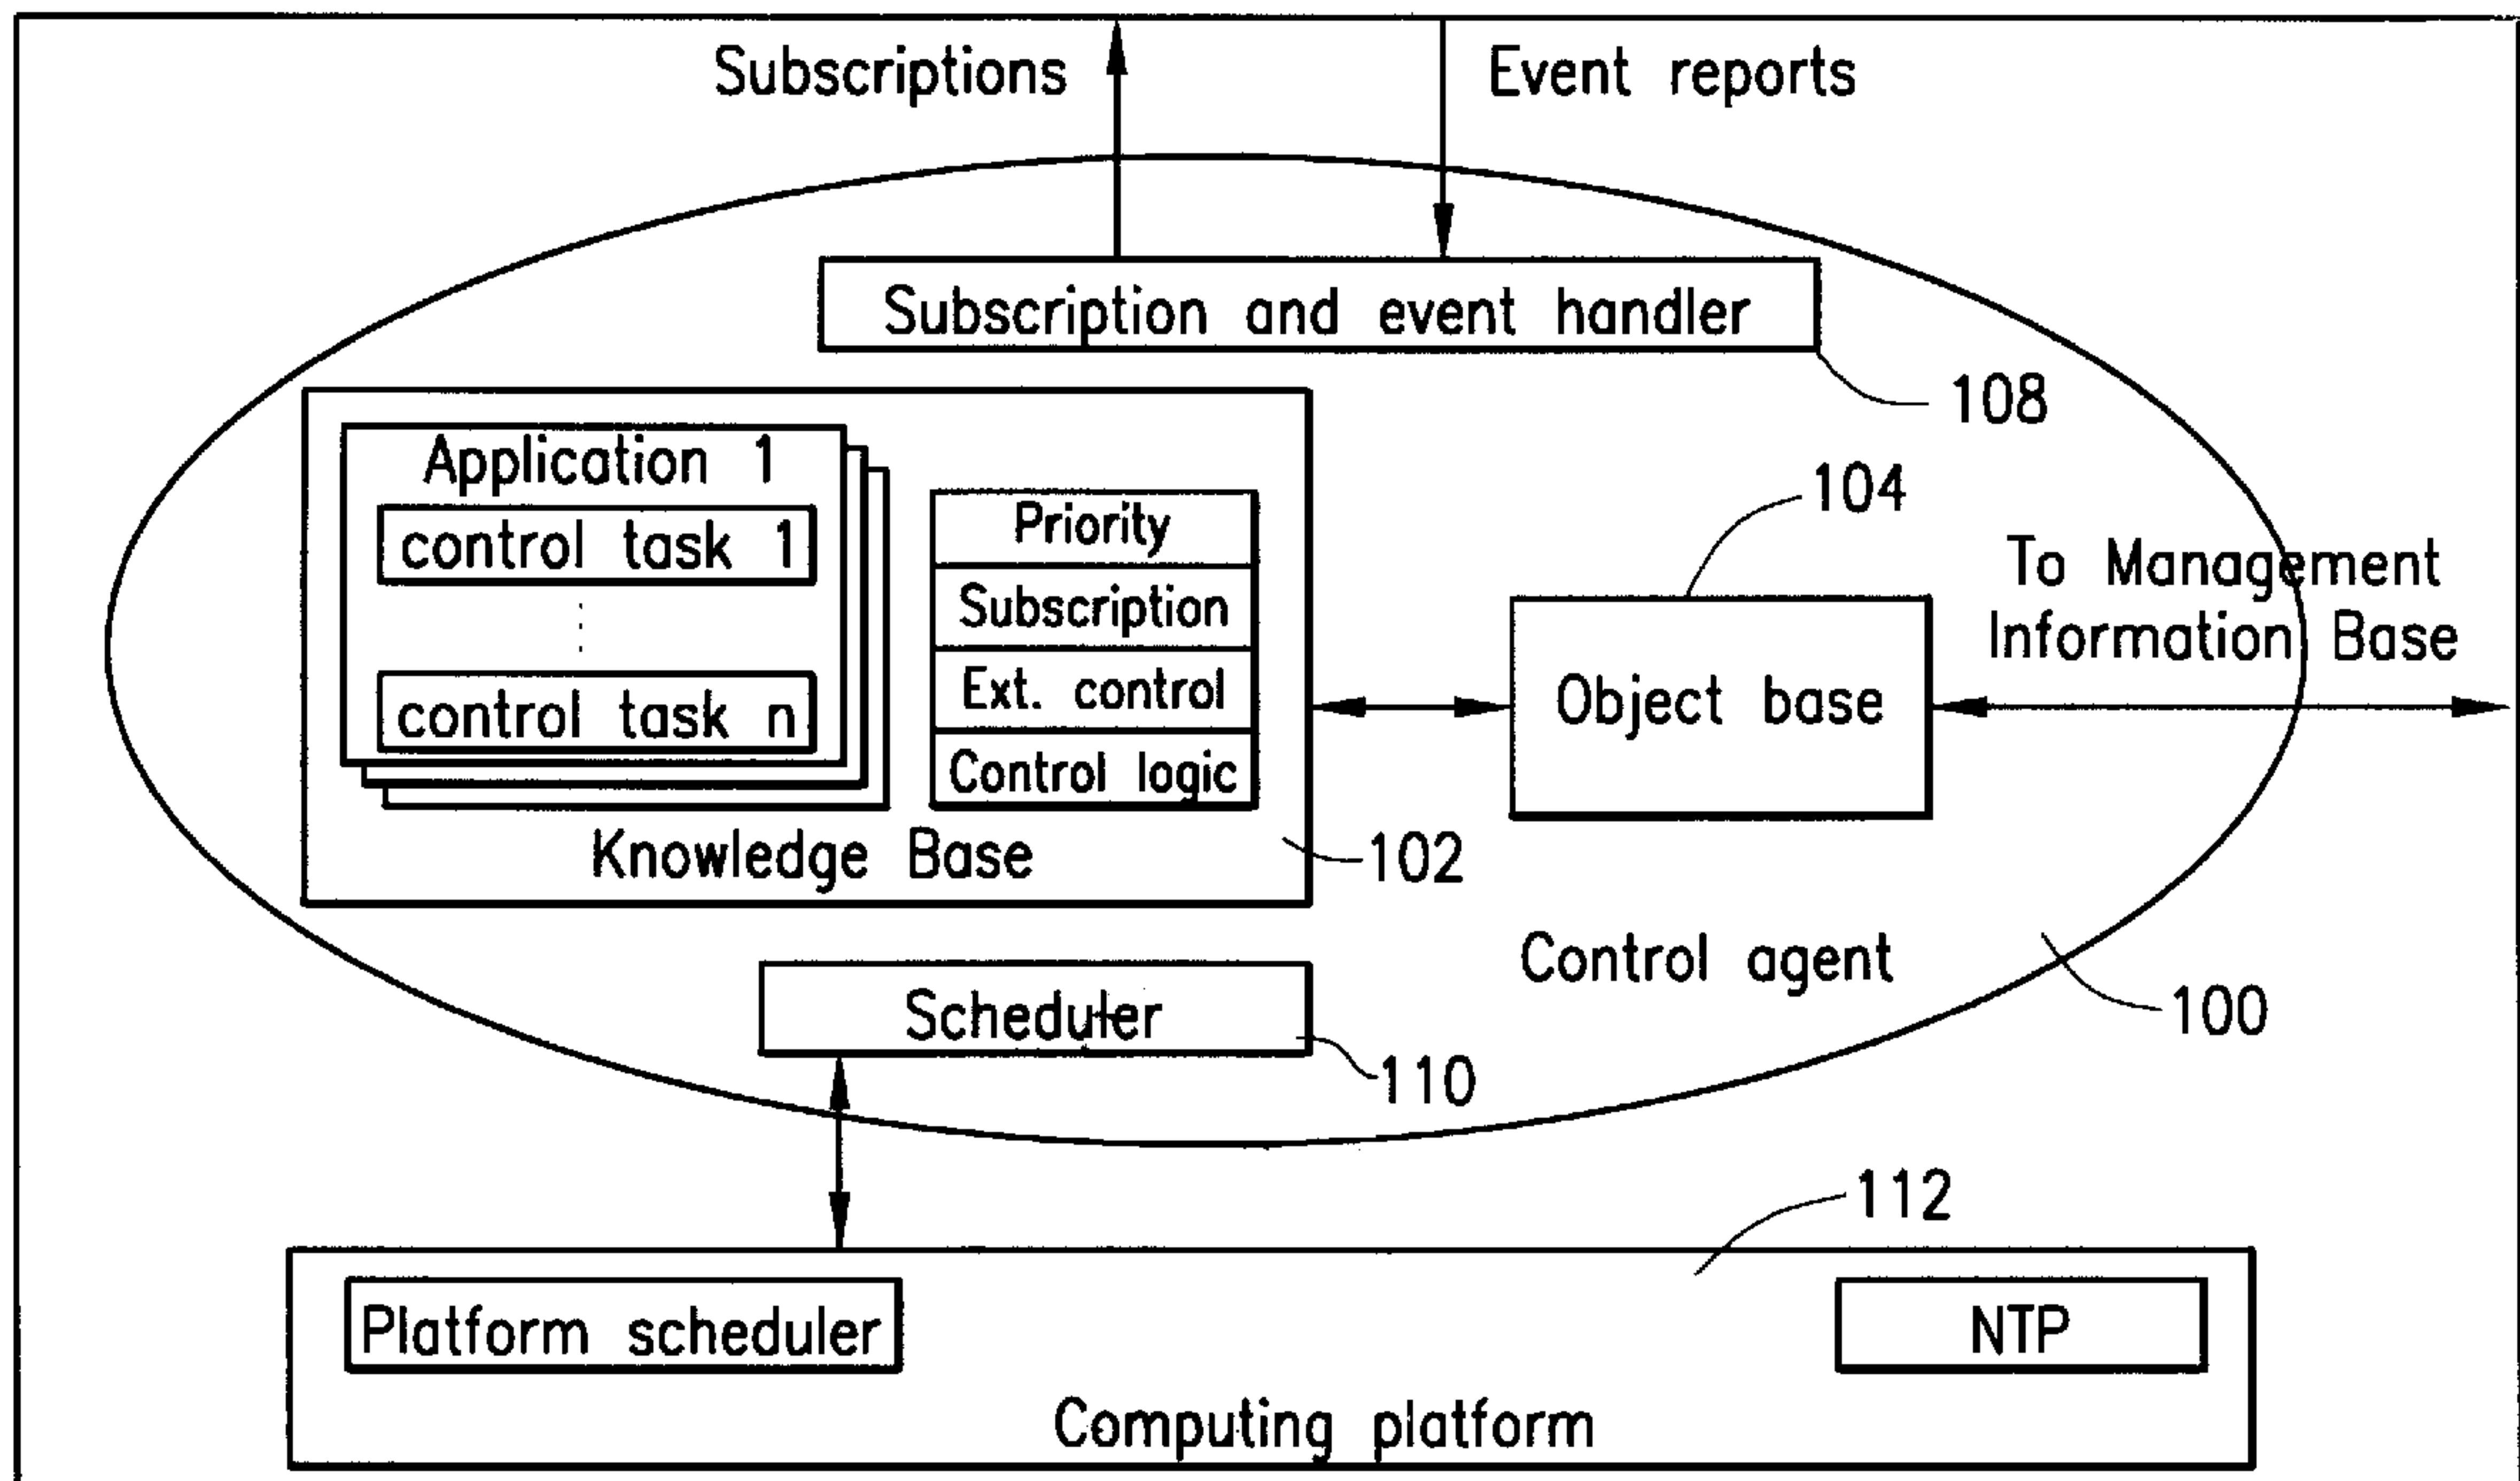 Subscriptions
Event reports
Subscription and event handler
108
Application 1
control task 1
control task n
Priority
Subscription
Ext. control
Control logic
Knowledge Base
102
104
Object base
To Management
Information Base
Control agent
100
Scheduler
110
112
Platform scheduler
NTP
Computing platform